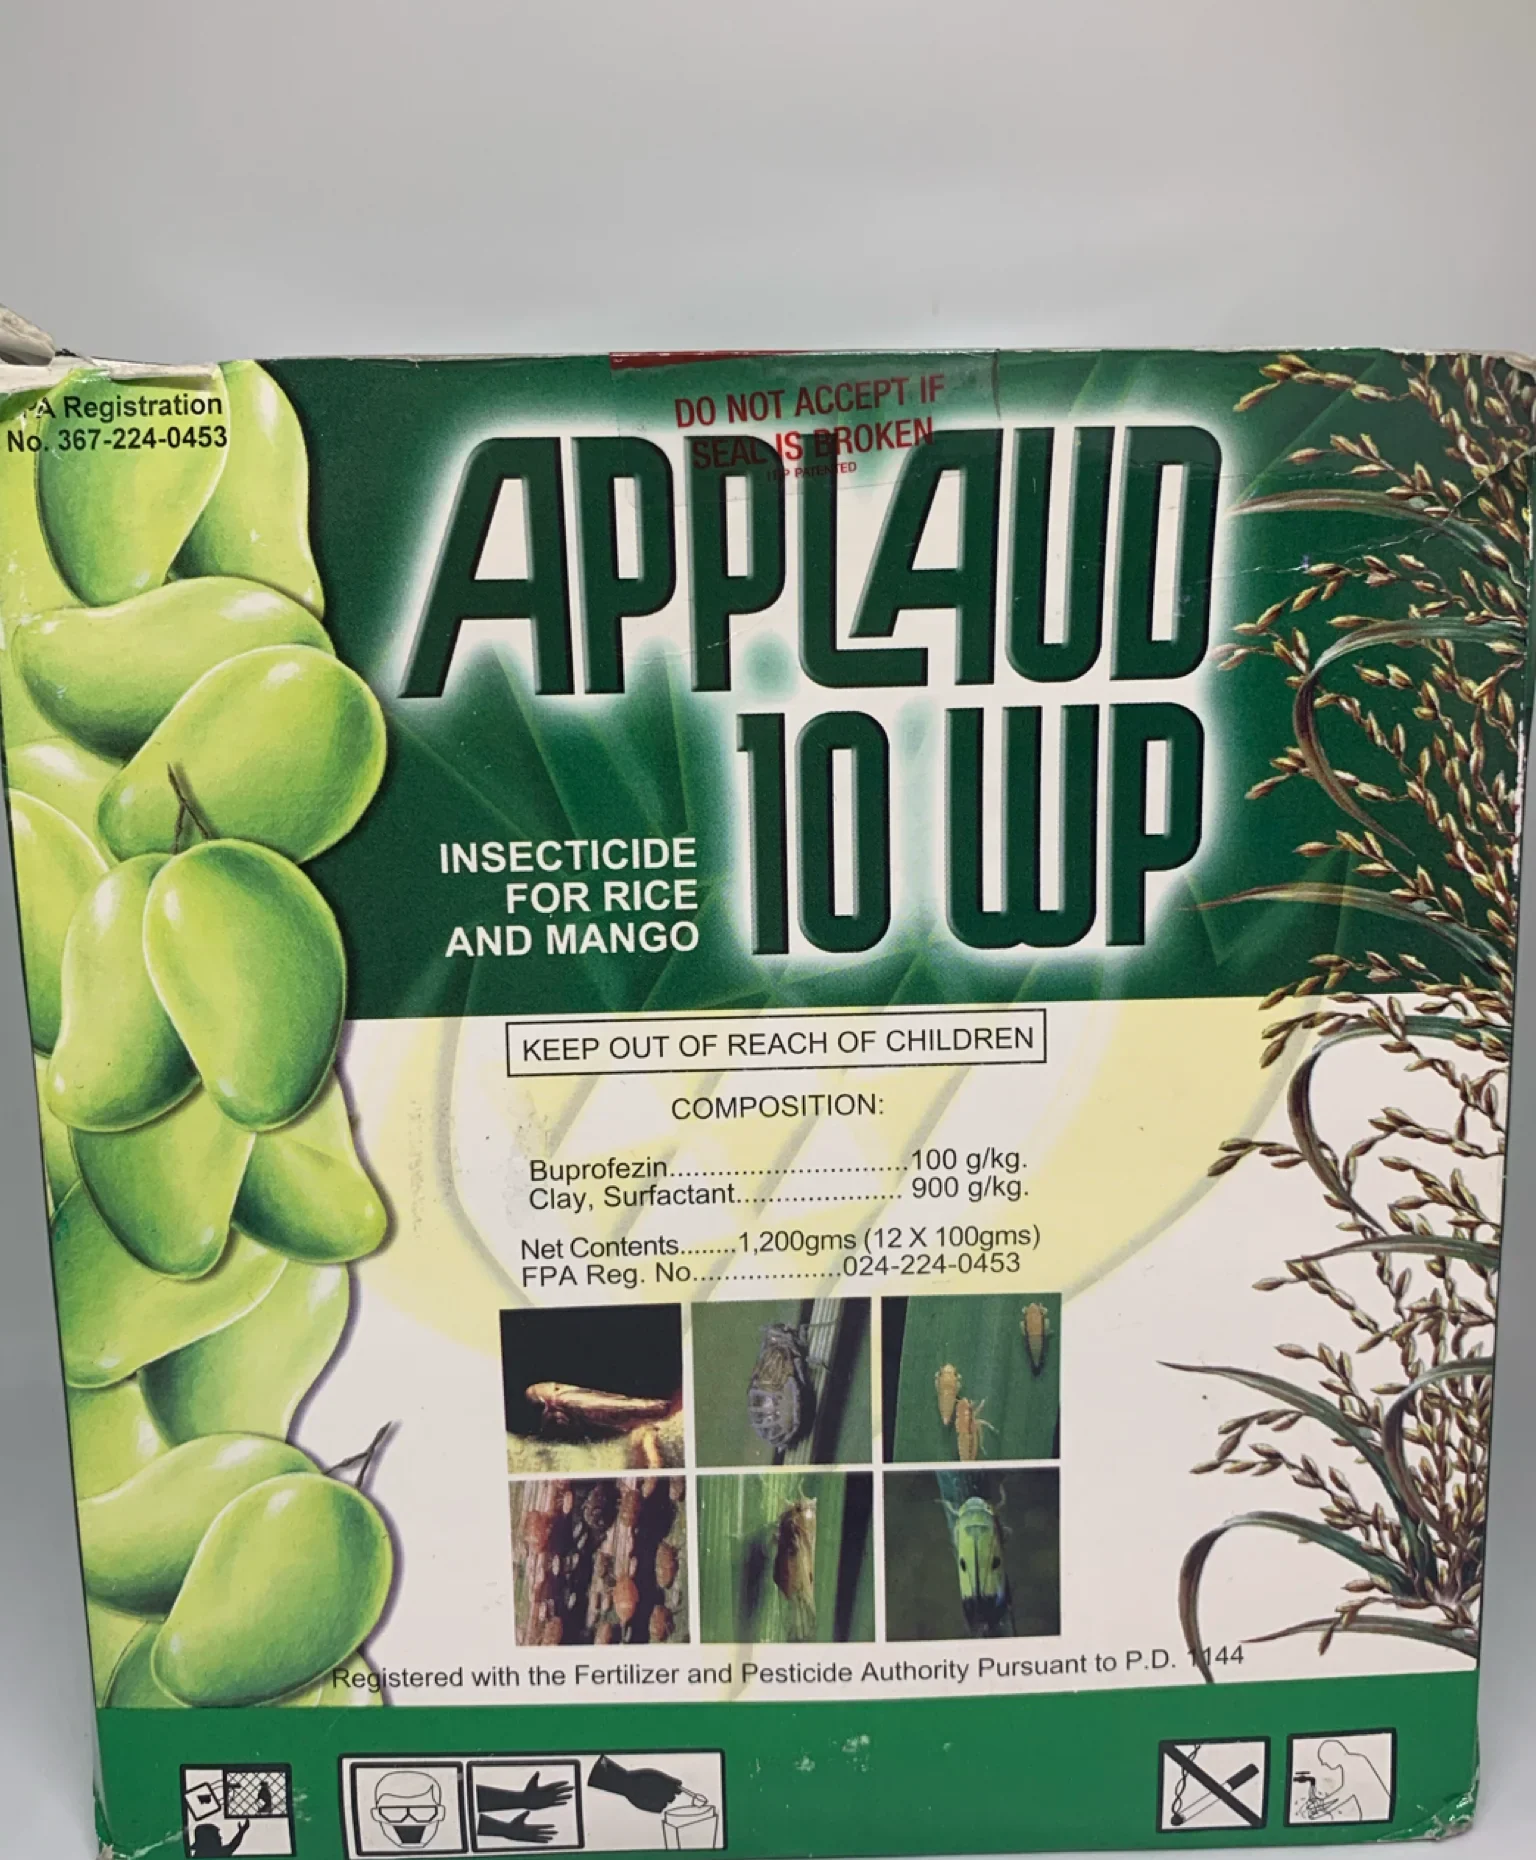 Registration
No. 367-224-0453
DO NOT ACCEPT IF
SEAL IS BROKEN
PATENTED
APPLAUD
10 WP
INSECTICIDE
FOR RICE
AND MANGO
KEEP OUT OF REACH OF CHILDREN
COMPOSITION:
Buprofezin..............................100 g/kg.
Clay, Surfactant..................... 900 g/kg.
Net Contents........1,200gms (12 X 100gms)
FPA Reg. No...................024-224-0453
Registered with the Fertilizer and Pesticide Authority Pursuant to P.D. 1144